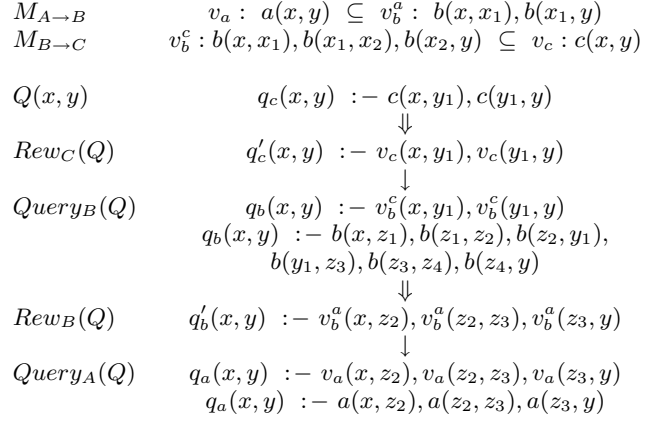 M_{A→B} v_a : a(x, y) ⊆ v_b^a : b(x, x_1), b(x_1, y)
M_{B→C} v_b^c : b(x, x_1), b(x_1, x_2), b(x_2, y) ⊆ v_c : c(x, y)
Q(x, y) q_c(x, y) :– c(x, y_1), c(y_1, y)
⇓
Rew_C(Q) q'_c(x, y) :– v_c(x, y_1), v_c(y_1, y)
↓
Query_B(Q) q_b(x, y) :– v_b^c(x, y_1), v_b^c(y_1, y)
q_b(x, y) :– b(x, z_1), b(z_1, z_2), b(z_2, y_1),
b(y_1, z_3), b(z_3, z_4), b(z_4, y)
⇓
Rew_B(Q) q'_b(x, y) :– v_b^a(x, z_2), v_b^a(z_2, z_3), v_b^a(z_3, y)
↓
Query_A(Q) q_a(x, y) :– v_a(x, z_2), v_a(z_2, z_3), v_a(z_3, y)
q_a(x, y) :– a(x, z_2), a(z_2, z_3), a(z_3, y)